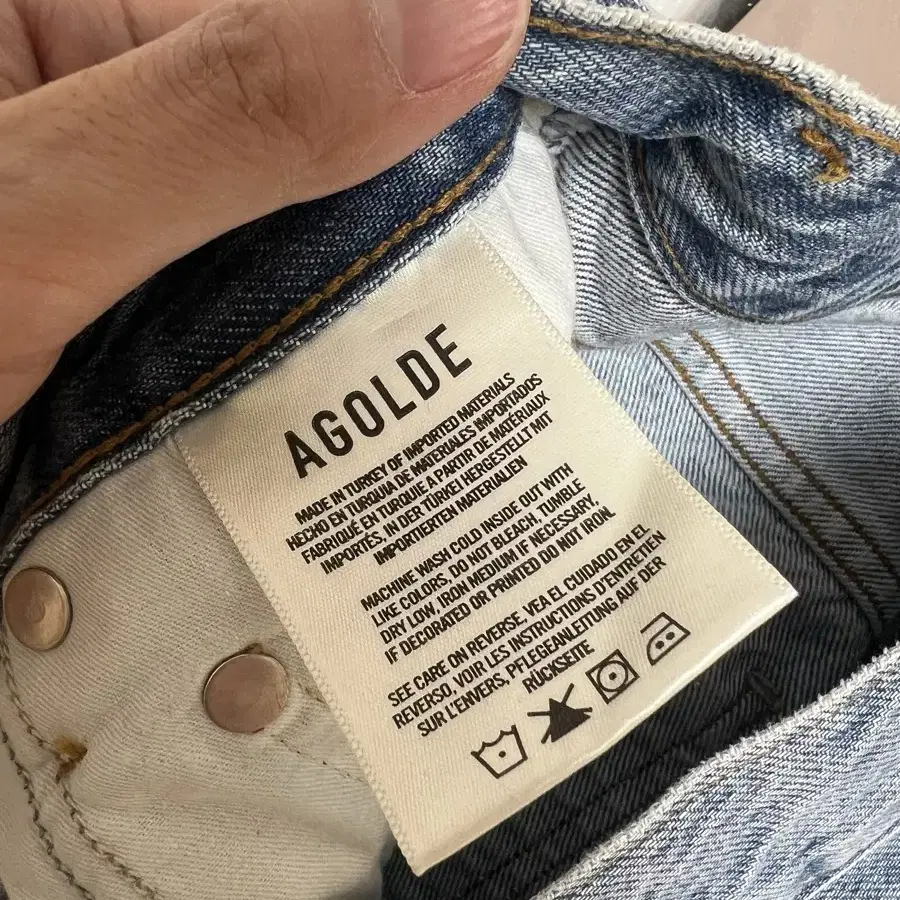 AGOLDE
MADE IN TURKEY OF IMPORTED MATERIALS
HECHO EN TURQUIA DE MATERIALES IMPORTADOS
FABRIQUÉ EN TURQUIE A PARTIR DE MATÉRIAUX
IMPORTÉS, IN DER TÜRKEI HERGESTELLT MIT
IMPORTIERTEN MATERIALIEN
MACHINE WASH COLD INSIDE OUT WITH
LIKE COLORS, DO NOT BLEACH, TUMBLE
DRY LOW, IRON MEDIUM IF NECESSARY,
IF DECORATED OR PRINTED DO NOT IRON.
SEE CARE ON REVERSE. VEA EL CUIDADO EN EL
REVERSO, VOIR LES INSTRUCTIONS D'ENTRETIEN
SUR L'ENVERS, PFLEGEANLEITUNG AUF DER
RÜCKSEITE